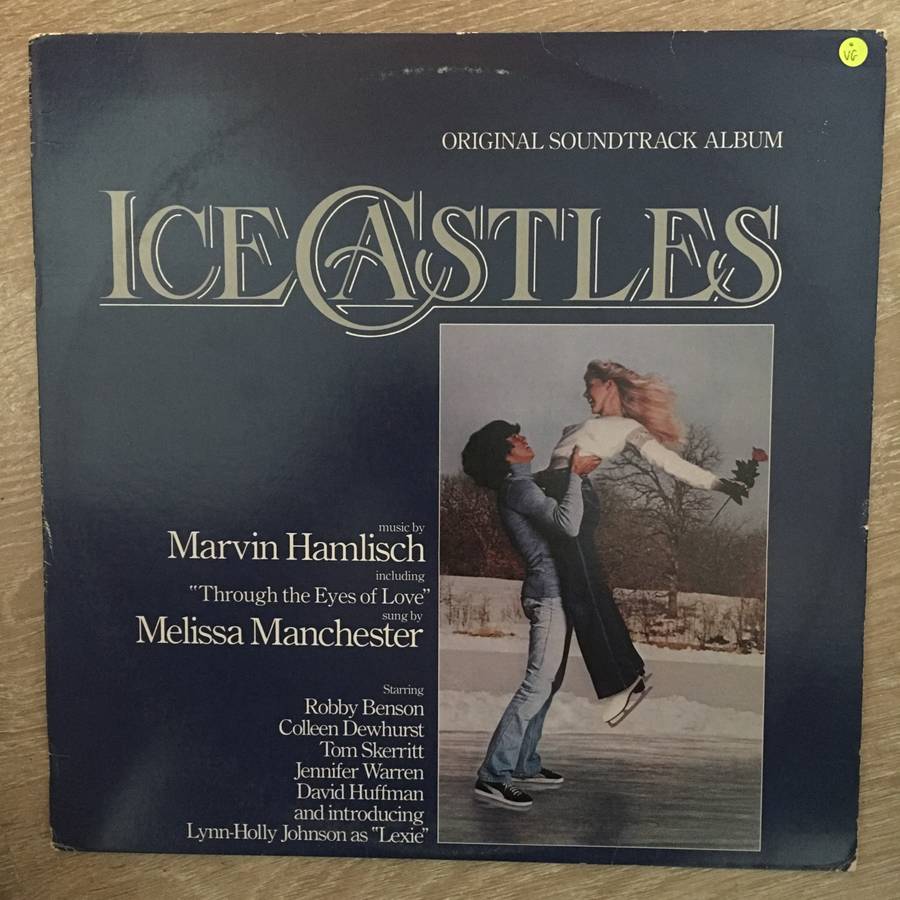 VG
ORIGINAL SOUNDTRACK ALBUM
ICE CASTLES
music by
Marvin Hamlisch
including
"Through the Eyes of Love"
sung by
Melissa Manchester
Starring
Robby Benson
Colleen Dewhurst
Tom Skerritt
Jennifer Warren
David Huffman
and introducing
Lynn-Holly Johnson as "Lexie"